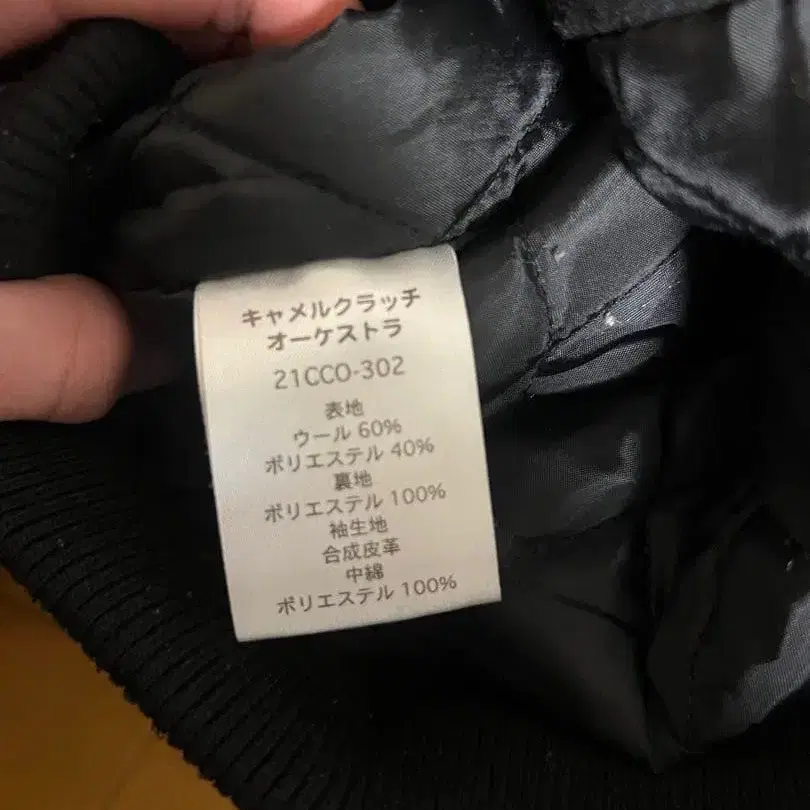 キャメルクラッチ
オーケストラ
21CCO-302
表地
ウール 60%
ポリエステル 40%
裏地
ポリエステル 100%
袖生地
合成皮革
中綿
ポリエステル 100%